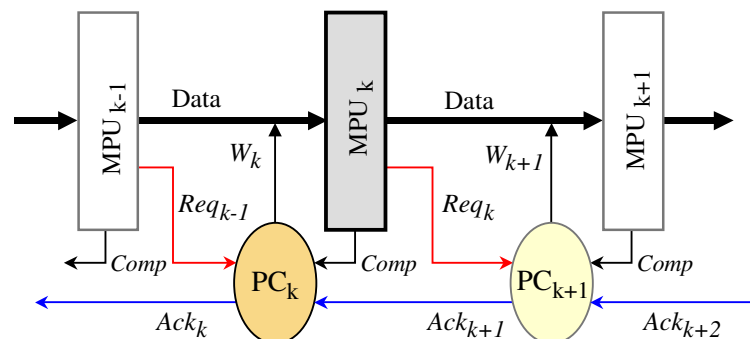 MPU k-1
Data
MPU k
Data
MPU k+1
W k
W k+1
Req k-1
Req k
Comp
PC k
Comp
PC k+1
Comp
Ack k
Ack k+1
Ack k+2